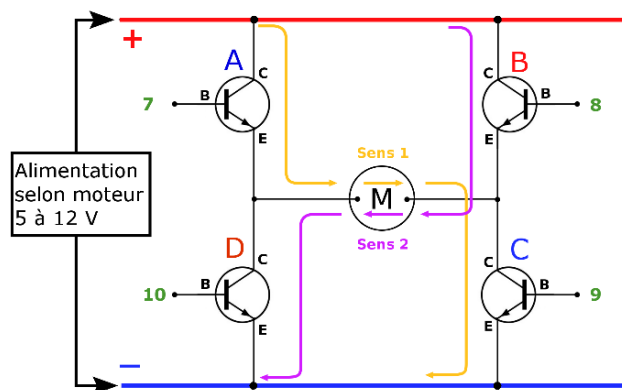 +
A
C
B
E
7
B
C
B
E
8
Alimentation
selon moteur
5 à 12 V
Sens 1
M
Sens 2
D
C
B
E
10
C
C
B
E
9
−